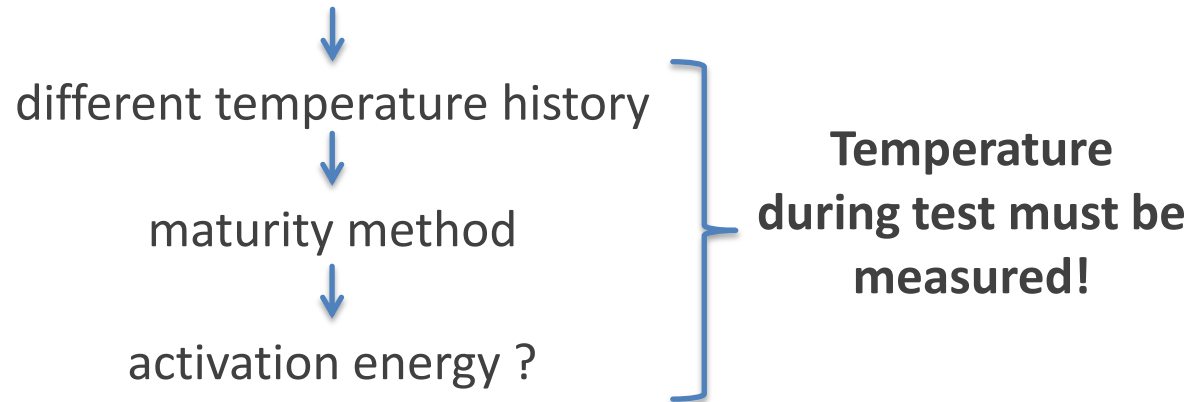 different temperature history
maturity method
activation energy ?
Temperature
during test must be
measured!